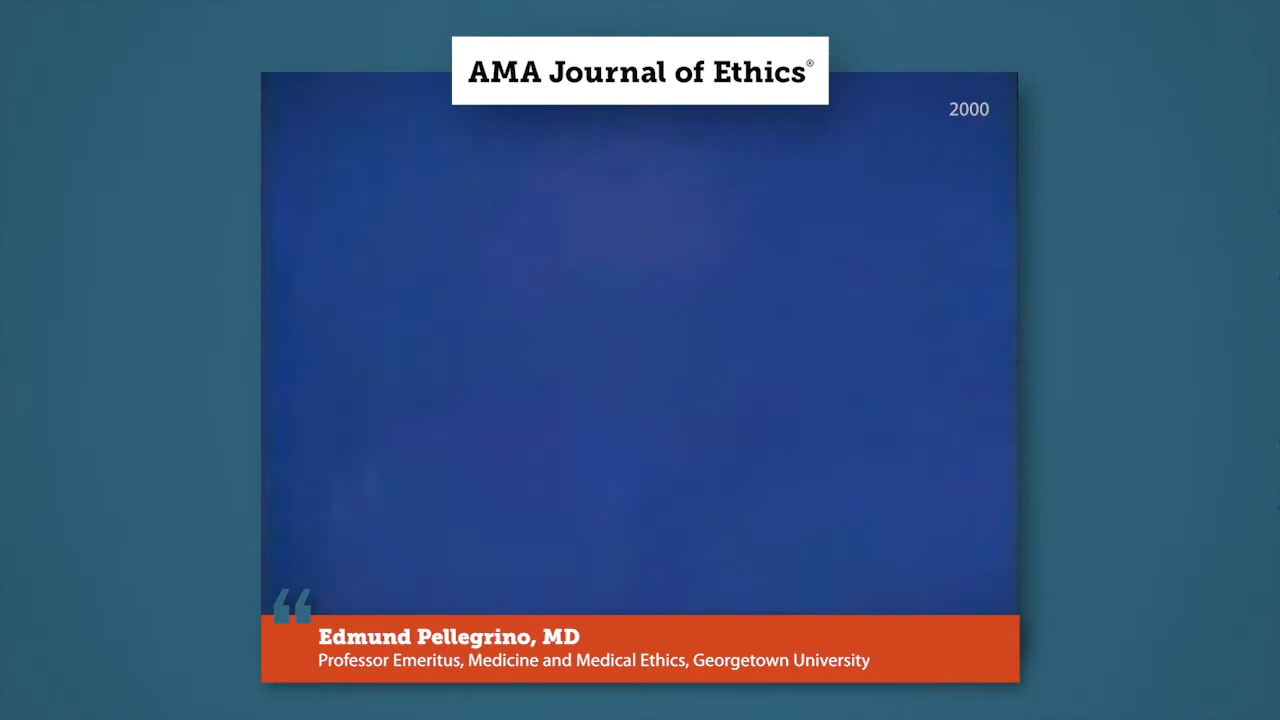 AMA Journal of Ethics®
2000
“
Edmund Pellegrino, MD
Professor Emeritus, Medicine and Medical Ethics, Georgetown University